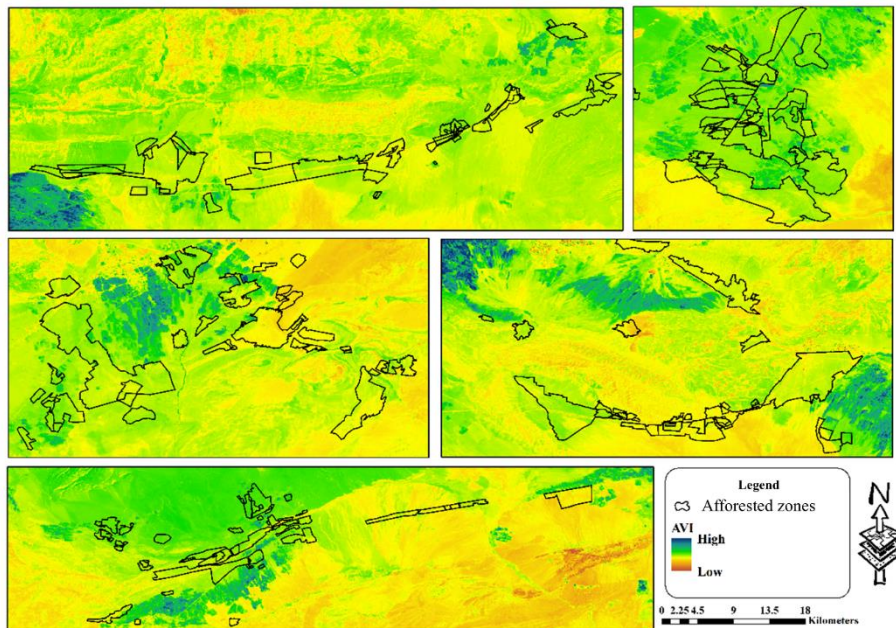 Legend
Afforested zones
AVI
High
Low
N
0 2.25 4.5 9 13.5 18
Kilometers